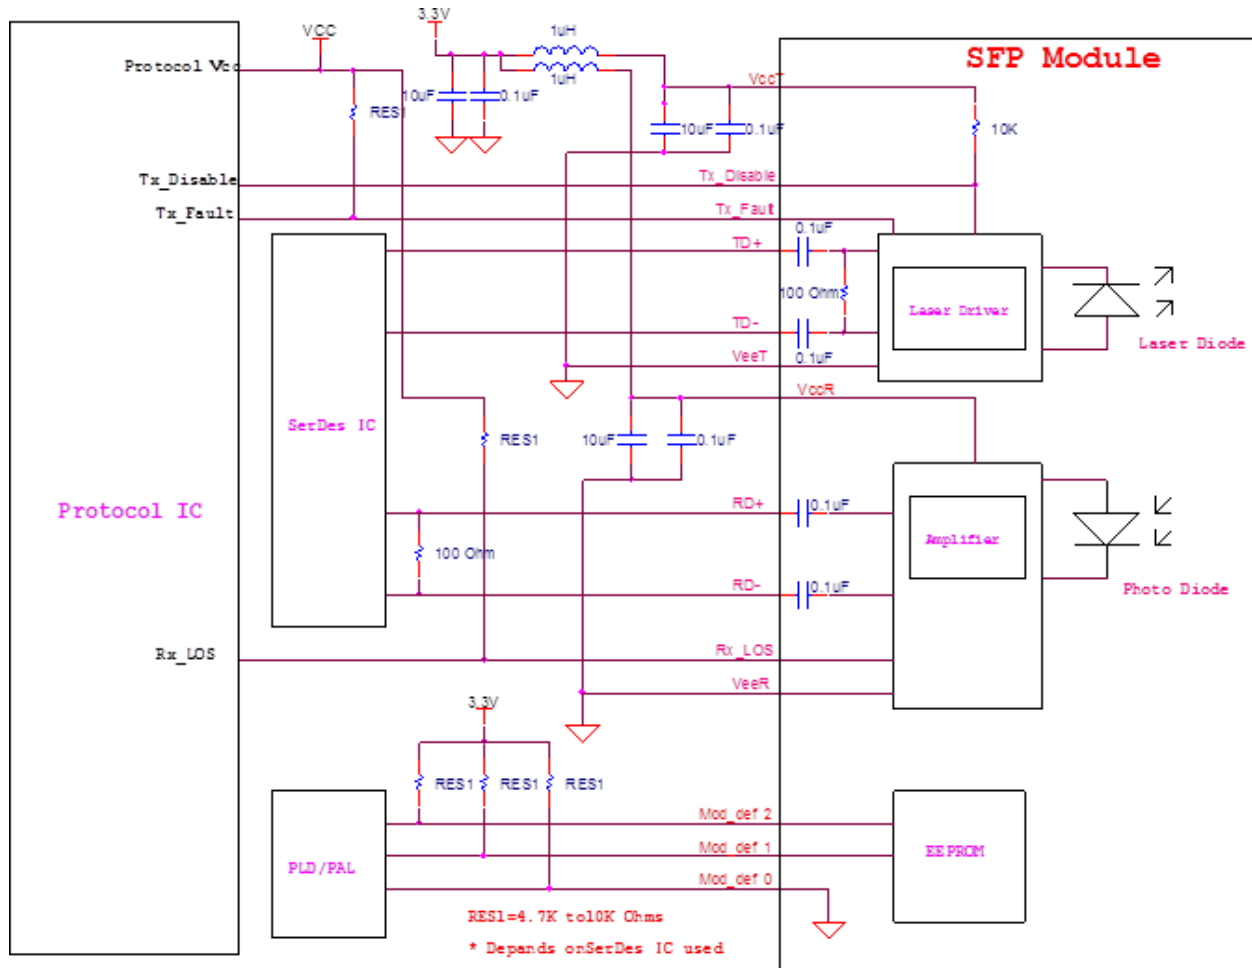 3.3V
VCC
1uH
SFP Module
Protocol Vcc
1uH
VccT
RES1
10uF
0.1uF
10uF
0.1uF
10K
Tx_Disable
Tx_Disable
Tx_Fault
Tx_Fault
0.1uF
TD+
100 Ohm
Laser Driver
TD-
Laser Diode
VeeT
0.1uF
VccR
SerDes IC
RES1
10uF
0.1uF
Protocol IC
RD+
0.1uF
100 Ohm
Amplifier
RD-
0.1uF
Photo Diode
Rx_LOS
Rx_LOS
VeeR
3.3V
RES1
RES1
RES1
Mod_def 2
Mod_def 1
EEPROM
PLD/PAL
Mod_def 0
RES1=4.7K to10K Ohms
* Depands onSerDes IC used